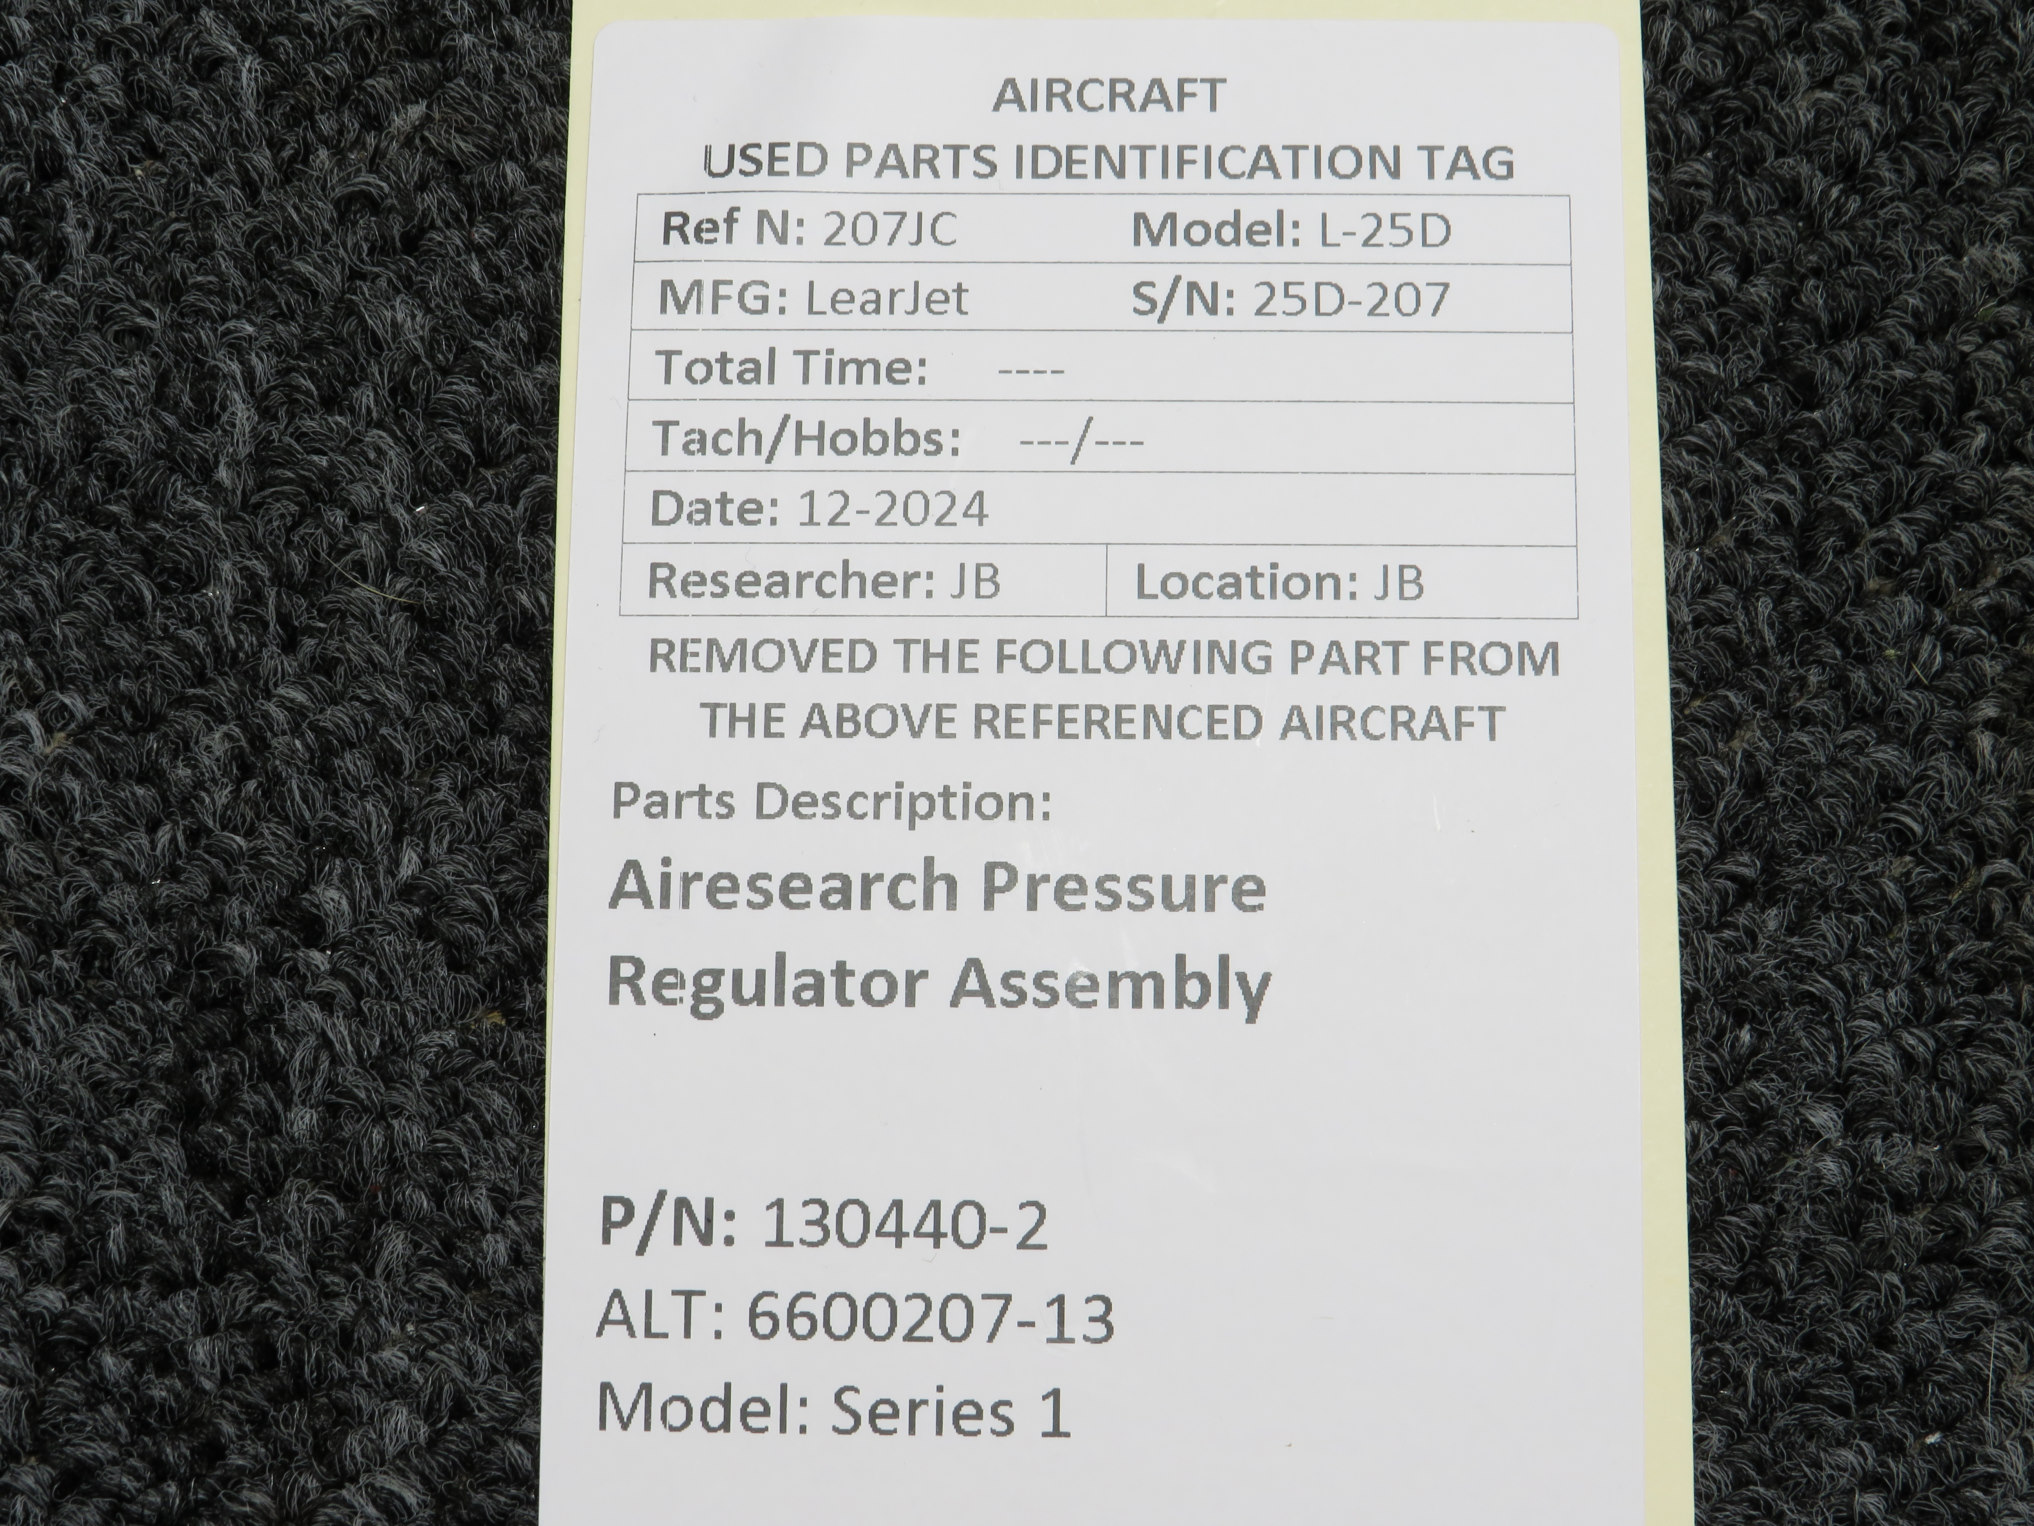 AIRCRAFT
USED PARTS IDENTIFICATION TAG
Ref N: 207JC Model: L-25D
MFG: LearJet S/N: 25D-207
Total Time: ----
Tach/Hobbs: ---/---
Date: 12-2024
Researcher: JB Location: JB
REMOVED THE FOLLOWING PART FROM
THE ABOVE REFERENCED AIRCRAFT
Parts Description:
Airesearch Pressure
Regulator Assembly
P/N: 130440-2
ALT: 6600207-13
Model: Series 1